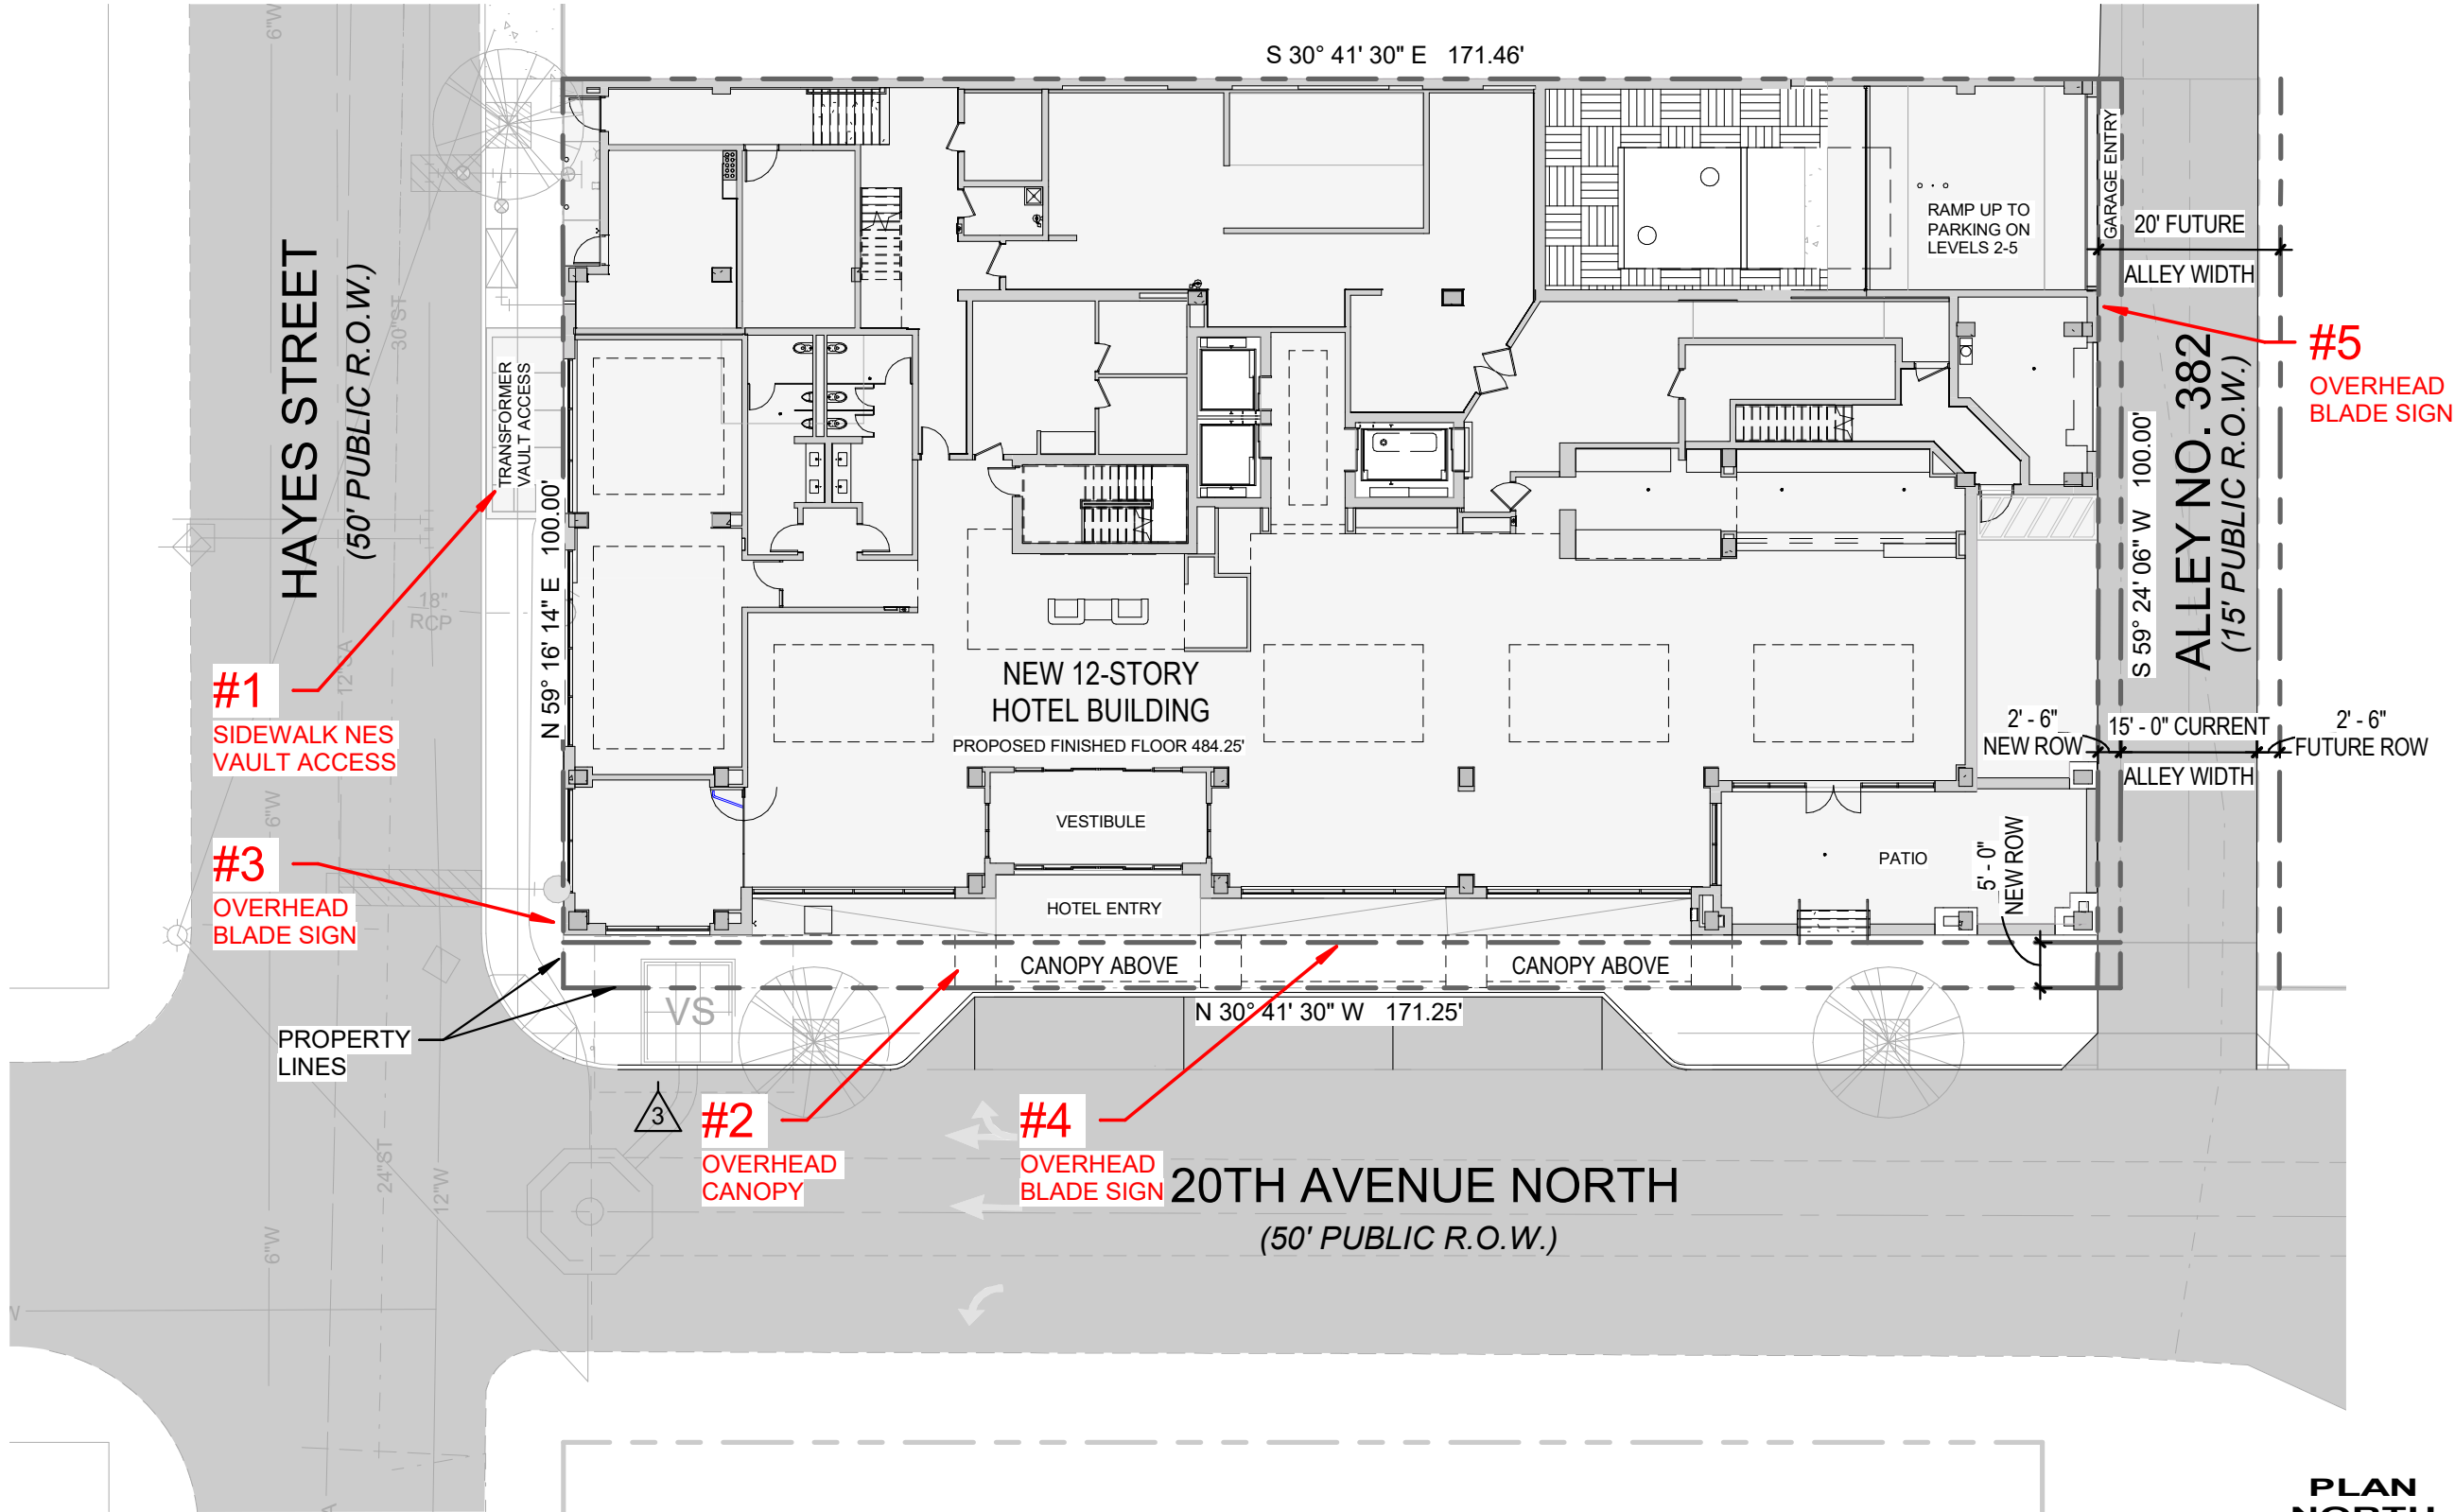 S 30° 41' 30" E 171.46'
6"W
GARAGE ENTRY
RAMP UP TO
PARKING ON
LEVELS 2-5
20' FUTURE
ALLEY WIDTH
HAYES STREET
(50' PUBLIC R.O.W.)
30"ST
TRANSFORMER
VAULT ACCESS
N 59° 16' 14" E 100.00'
18"
RCP
#5
OVERHEAD
BLADE SIGN
ALLEY NO. 382
(15' PUBLIC R.O.W.)
S 59° 24' 06" W 100.00'
#1
SIDEWALK NES
VAULT ACCESS
NEW 12-STORY
HOTEL BUILDING
PROPOSED FINISHED FLOOR 484.25'
2' - 6"
NEW ROW
15' - 0" CURRENT
ALLEY WIDTH
2' - 6"
FUTURE ROW
6"W
VESTIBULE
PATIO
5' - 0"
NEW ROW
#3
OVERHEAD
BLADE SIGN
HOTEL ENTRY
CANOPY ABOVE
CANOPY ABOVE
VS
N 30° 41' 30" W 171.25'
PROPERTY
LINES
3
#2
OVERHEAD
CANOPY
#4
OVERHEAD
BLADE SIGN
24"ST
12"W
6"W
20TH AVENUE NORTH
(50' PUBLIC R.O.W.)
PLAN
NORTH